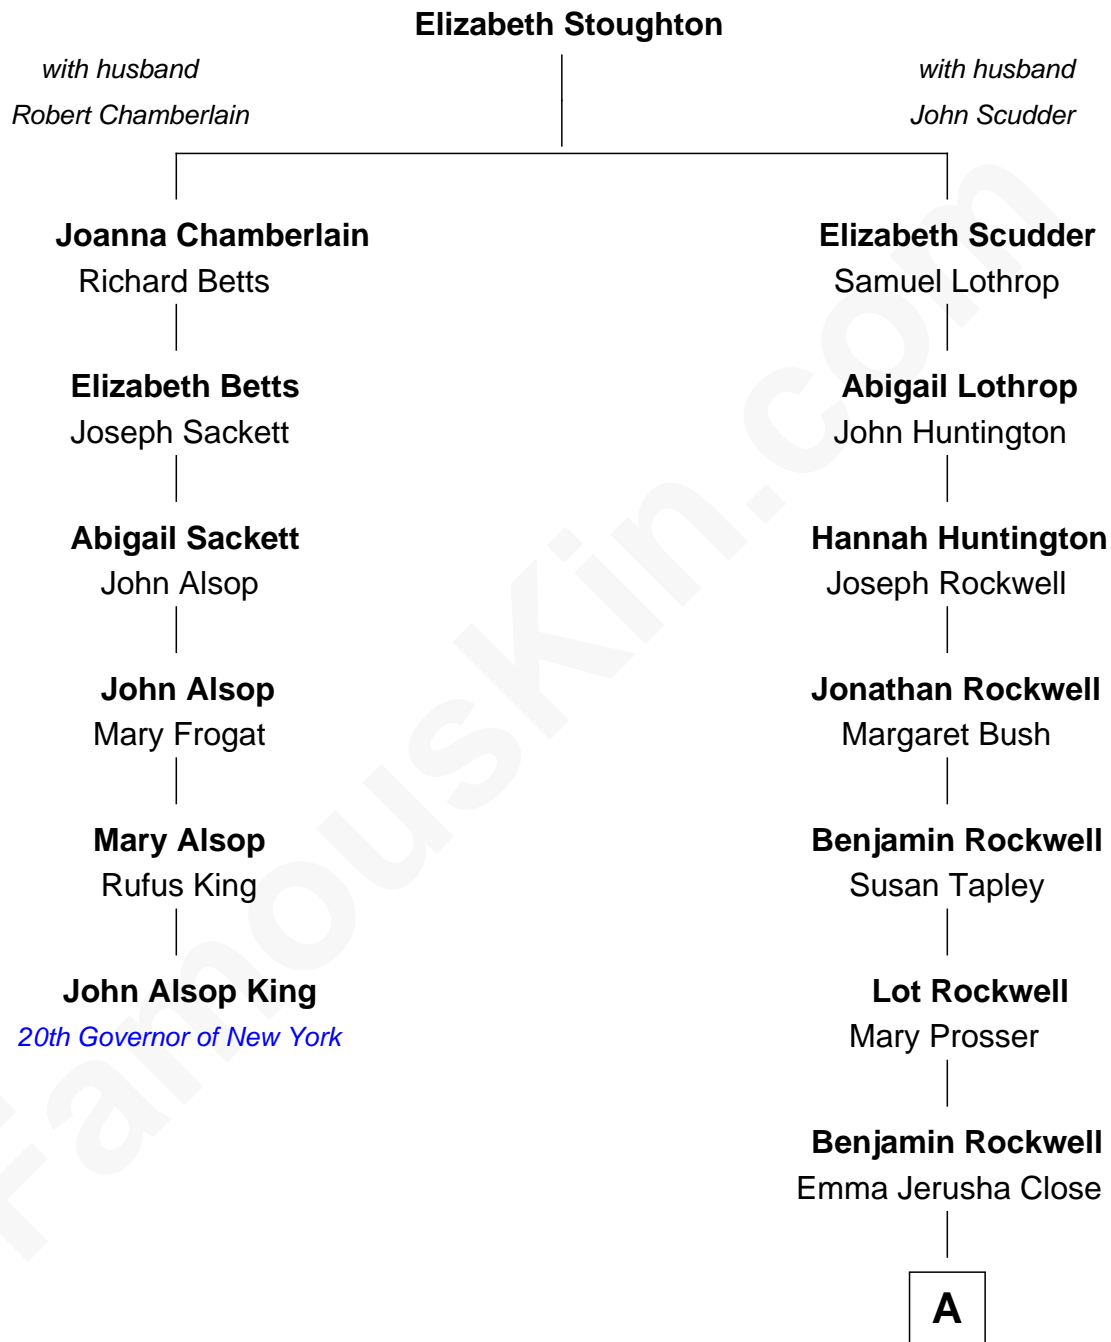 Elizabeth Stoughton
with husband
Robert Chamberlain
with husband
John Scudder
Joanna Chamberlain
Richard Betts
Elizabeth Betts
Joseph Sackett
Abigail Sackett
John Alsop
John Alsop
Mary Frogat
Mary Alsop
Rufus King
John Alsop King
20th Governor of New York
Elizabeth Scudder
Samuel Lothrop
Abigail Lothrop
John Huntington
Hannah Huntington
Joseph Rockwell
Jonathan Rockwell
Margaret Bush
Benjamin Rockwell
Susan Tapley
Lot Rockwell
Mary Prosser
Benjamin Rockwell
Emma Jerusha Close
A
FamousKin.com